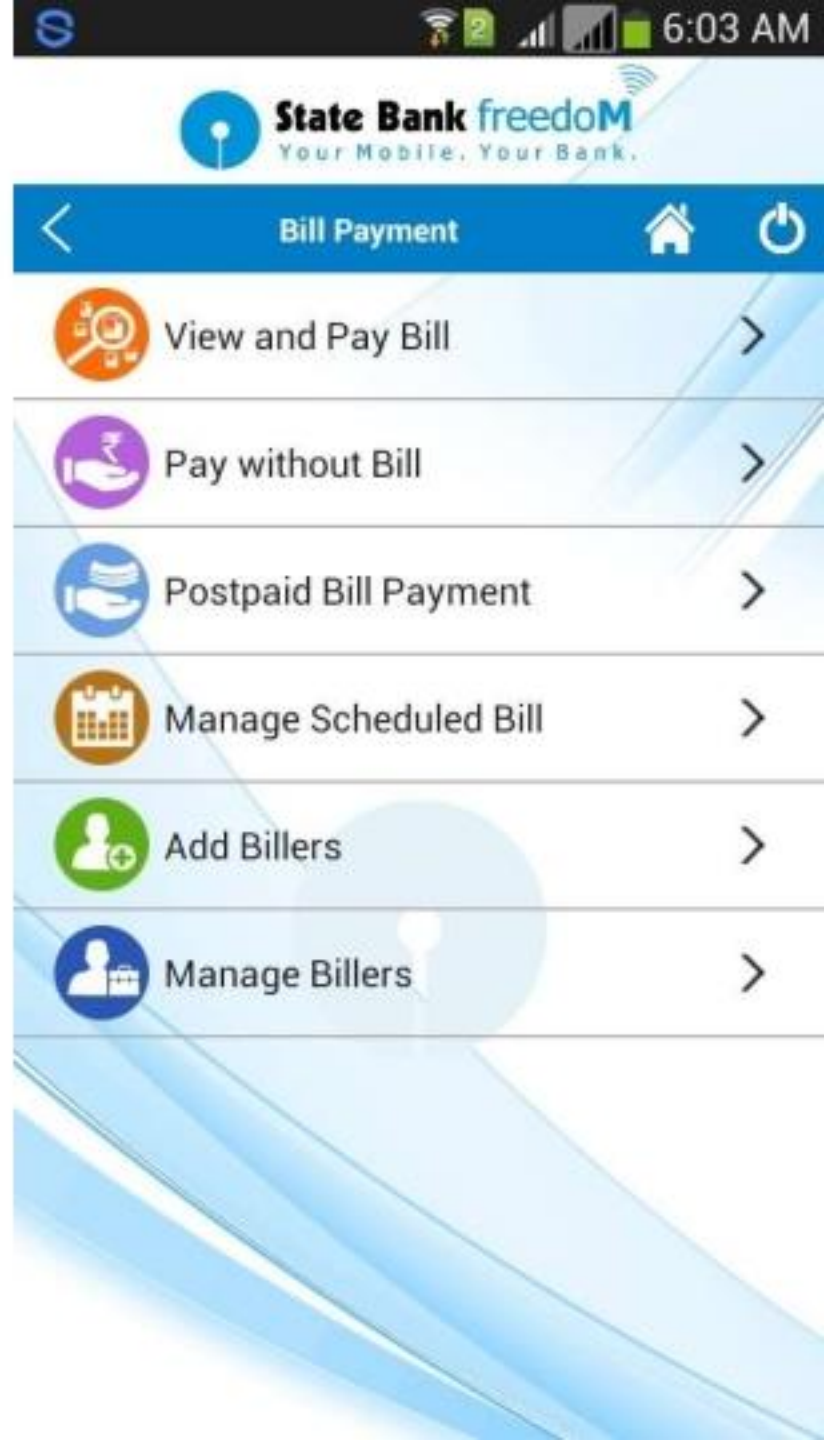 2
6:03 AM
State Bank freedoM
Your Mobile. Your Bank.
Bill Payment
View and Pay Bill
₹
Pay without Bill
Postpaid Bill Payment
Manage Scheduled Bill
Add Billers
Manage Billers